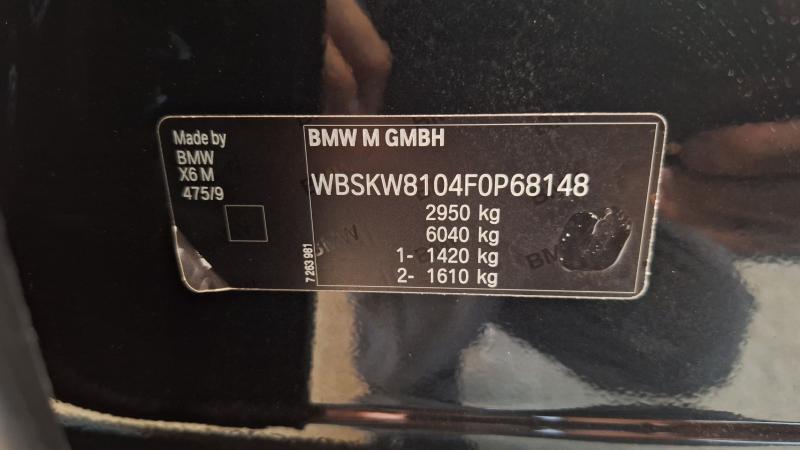 Made by
BMW
X6 M
475/9
BMW M GMBH
WBSKW8104F0P68148
2950 kg
6040 kg
1- 1420 kg
2- 1610 kg
7 263 981
BMW